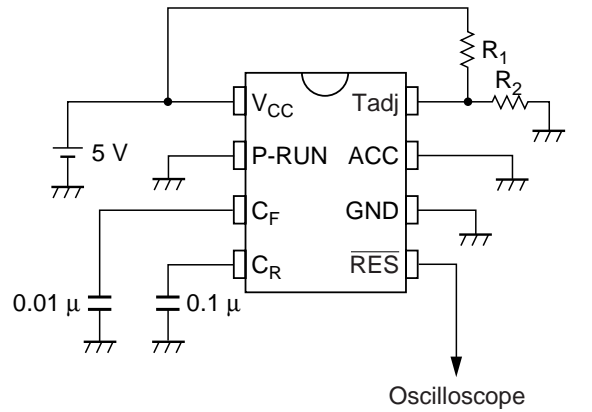 R1
R2
VCC Tadj
5 V
P-RUN ACC
CF GND
CR RES
0.01 μ 0.1 μ
Oscilloscope